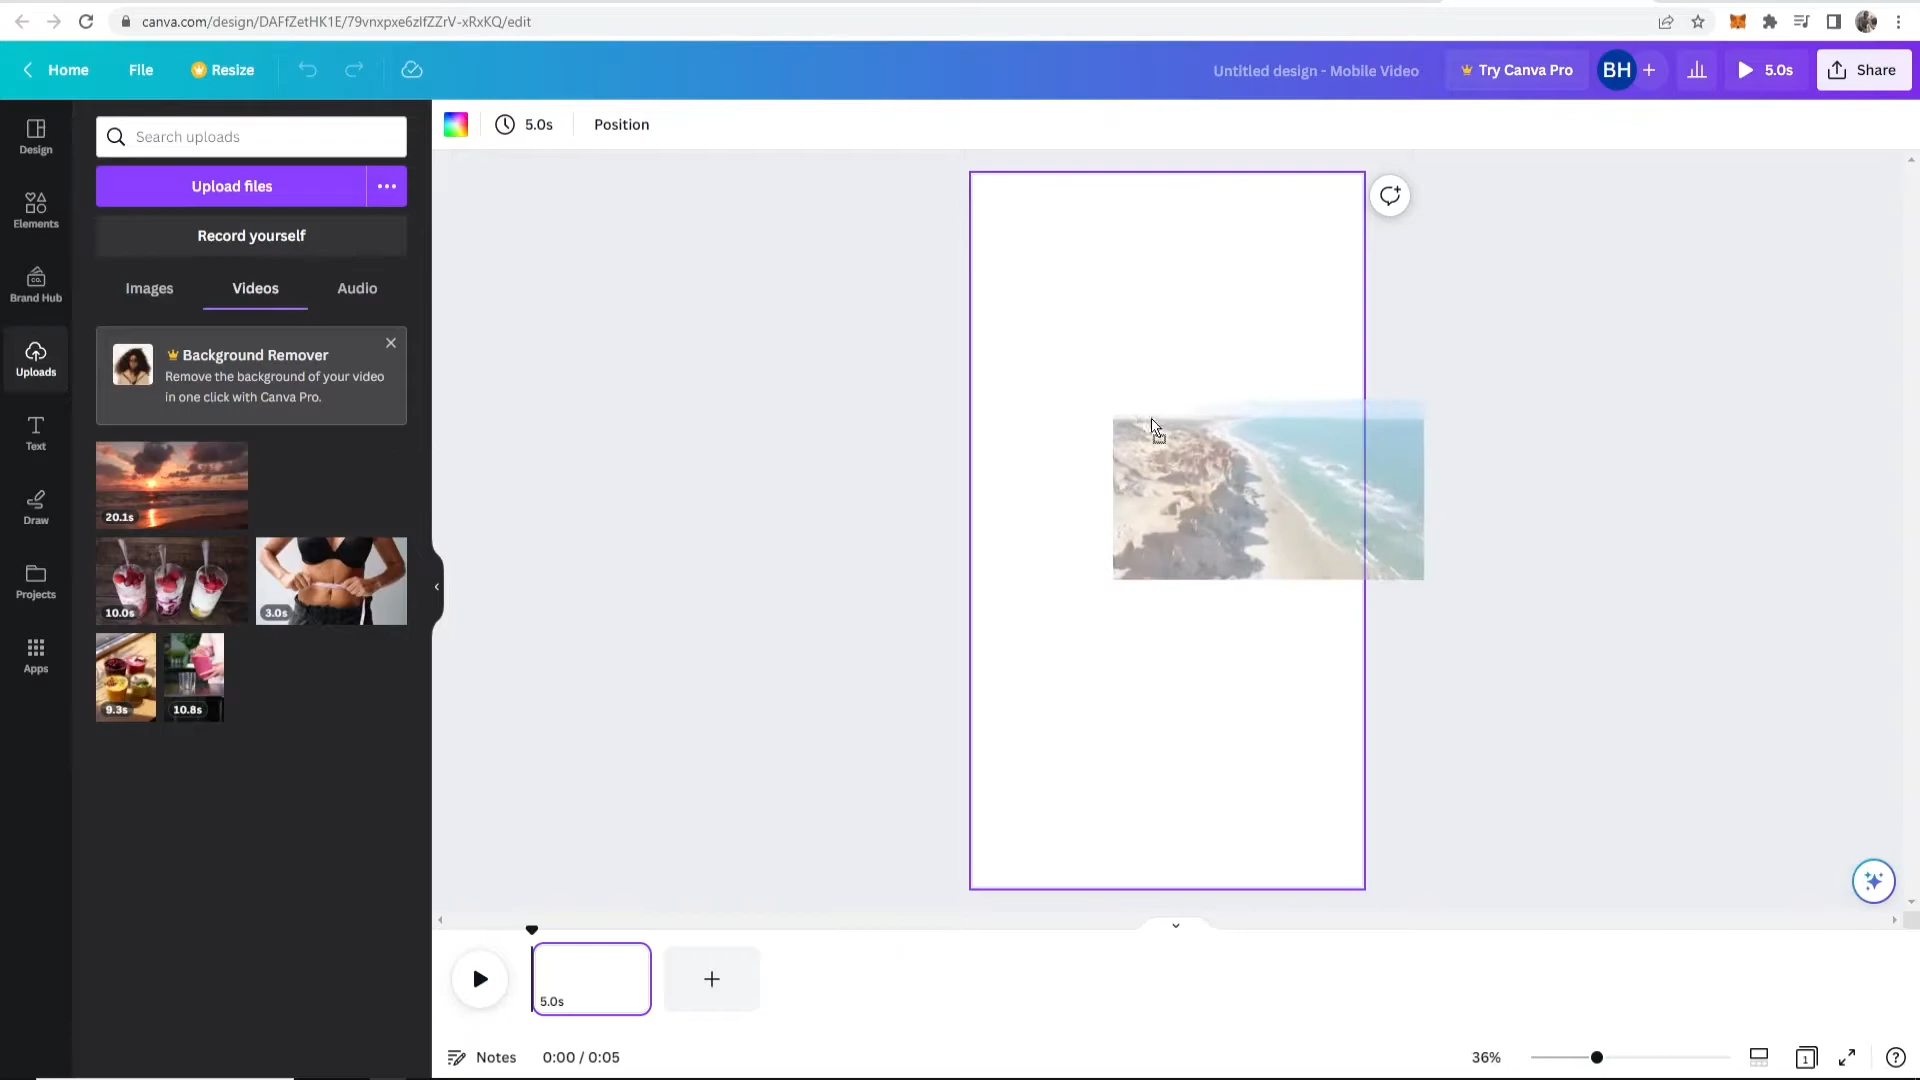 canva.com/design/DAFfZetHK1E/79vnxpxe6zIfZZrV-xRxKQ/edit
Home File Resize Untitled design - Mobile Video Try Canva Pro BH 5.0s Share
5.0s Position
Design
Elements
Brand Hub
CO.
Uploads
Text
Draw
Projects
Apps
Search uploads
Upload files
Record yourself
Images Videos Audio
Background Remover
Remove the background of your video
in one click with Canva Pro.
20.1s
10.0s 3.0s
9.3s 10.8s
5.0s
Notes 0:00 / 0:05 36% 1